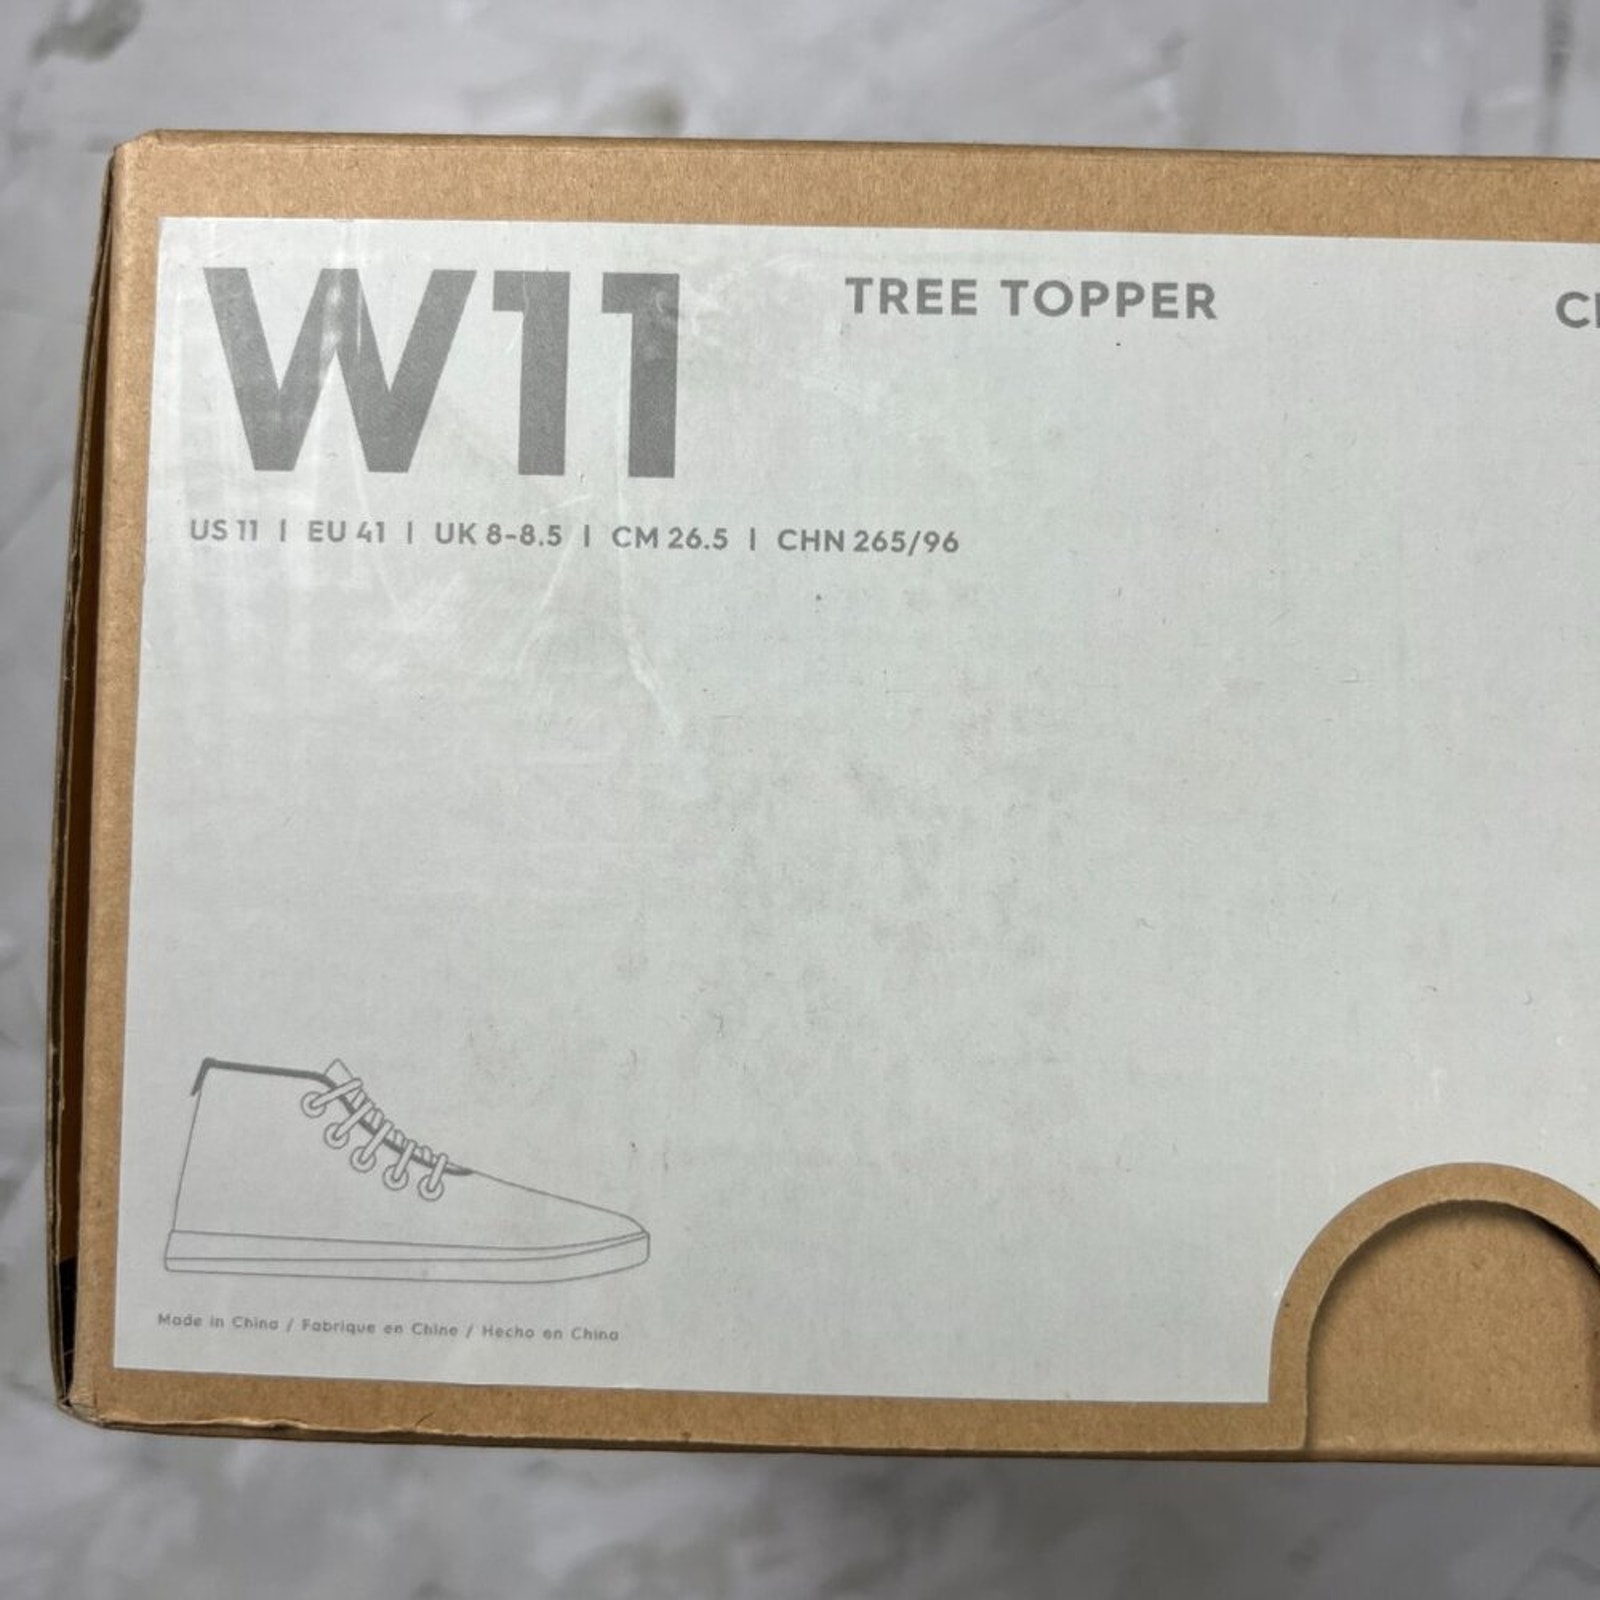 W11
TREE TOPPER
US 11 | EU 41 | UK 8-8.5 | CM 26.5 | CHN 265/96
Made in China / Fabrique en Chine / Hecho en China